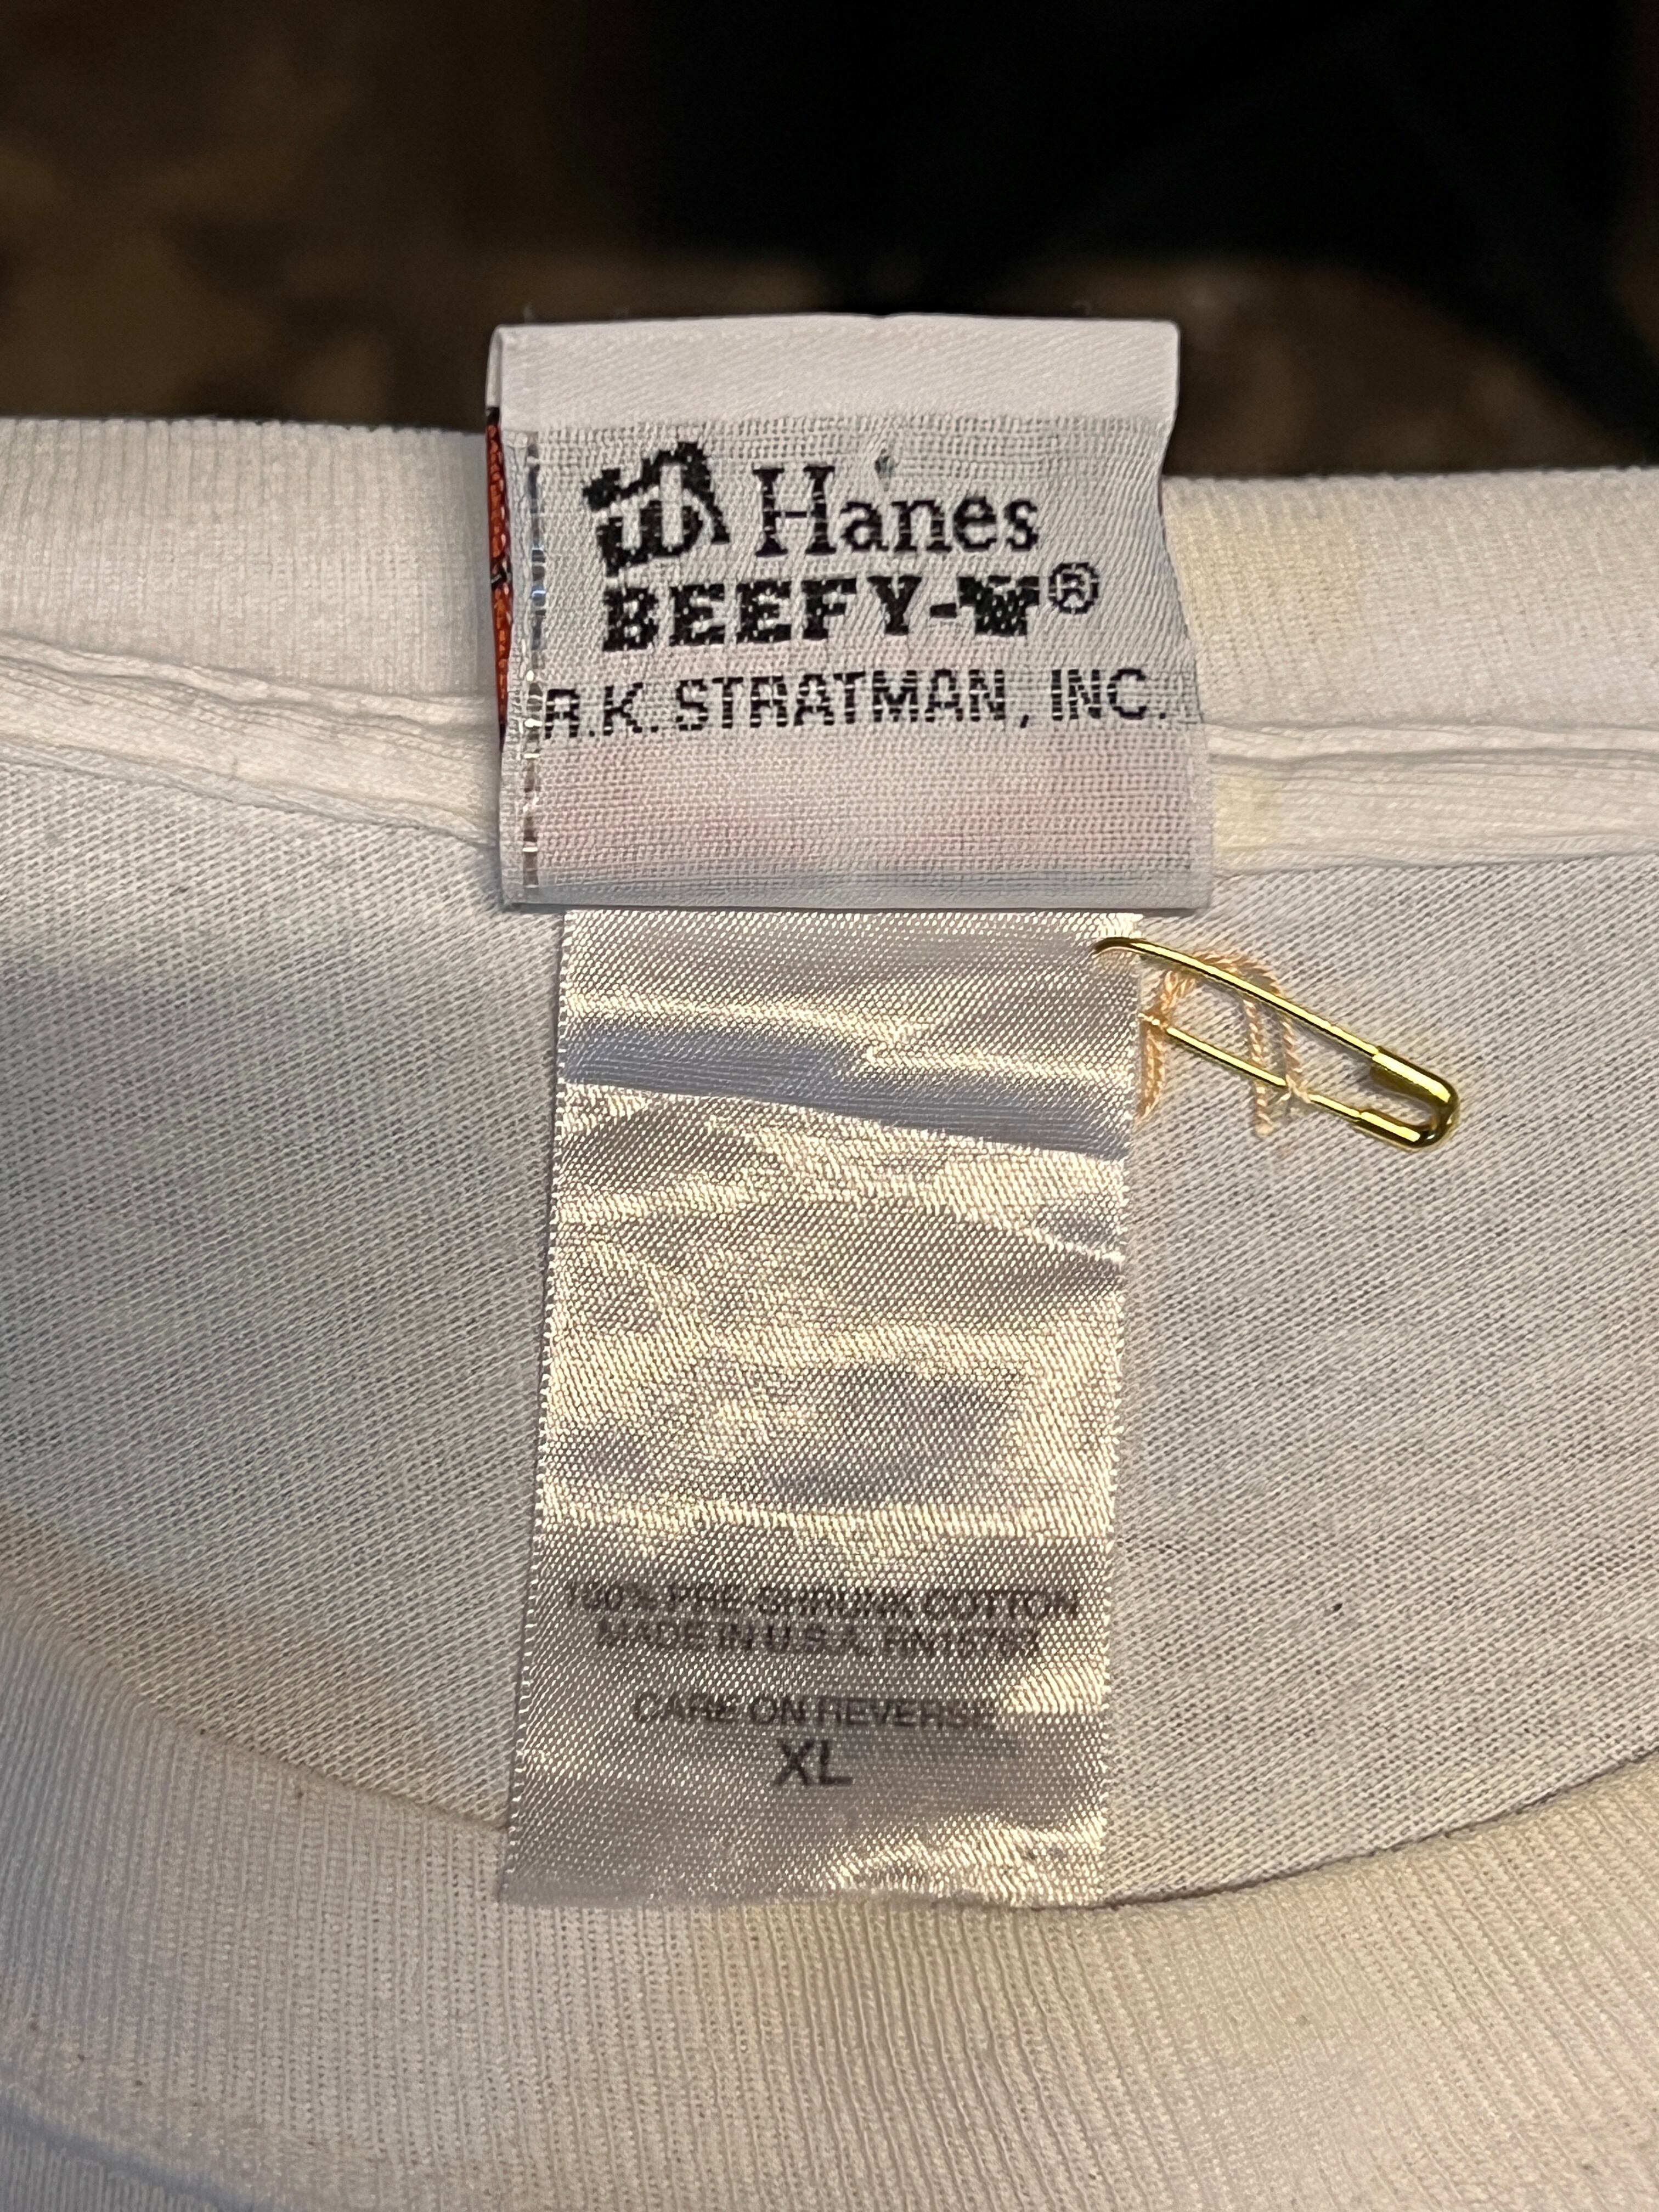 Hanes
BEEFY-T®
R.K. STRATMAN, INC.
100% PRE-SHRUNK COTTON
MADE IN U.S.A. RN15763
CARE ON REVERSE
XL